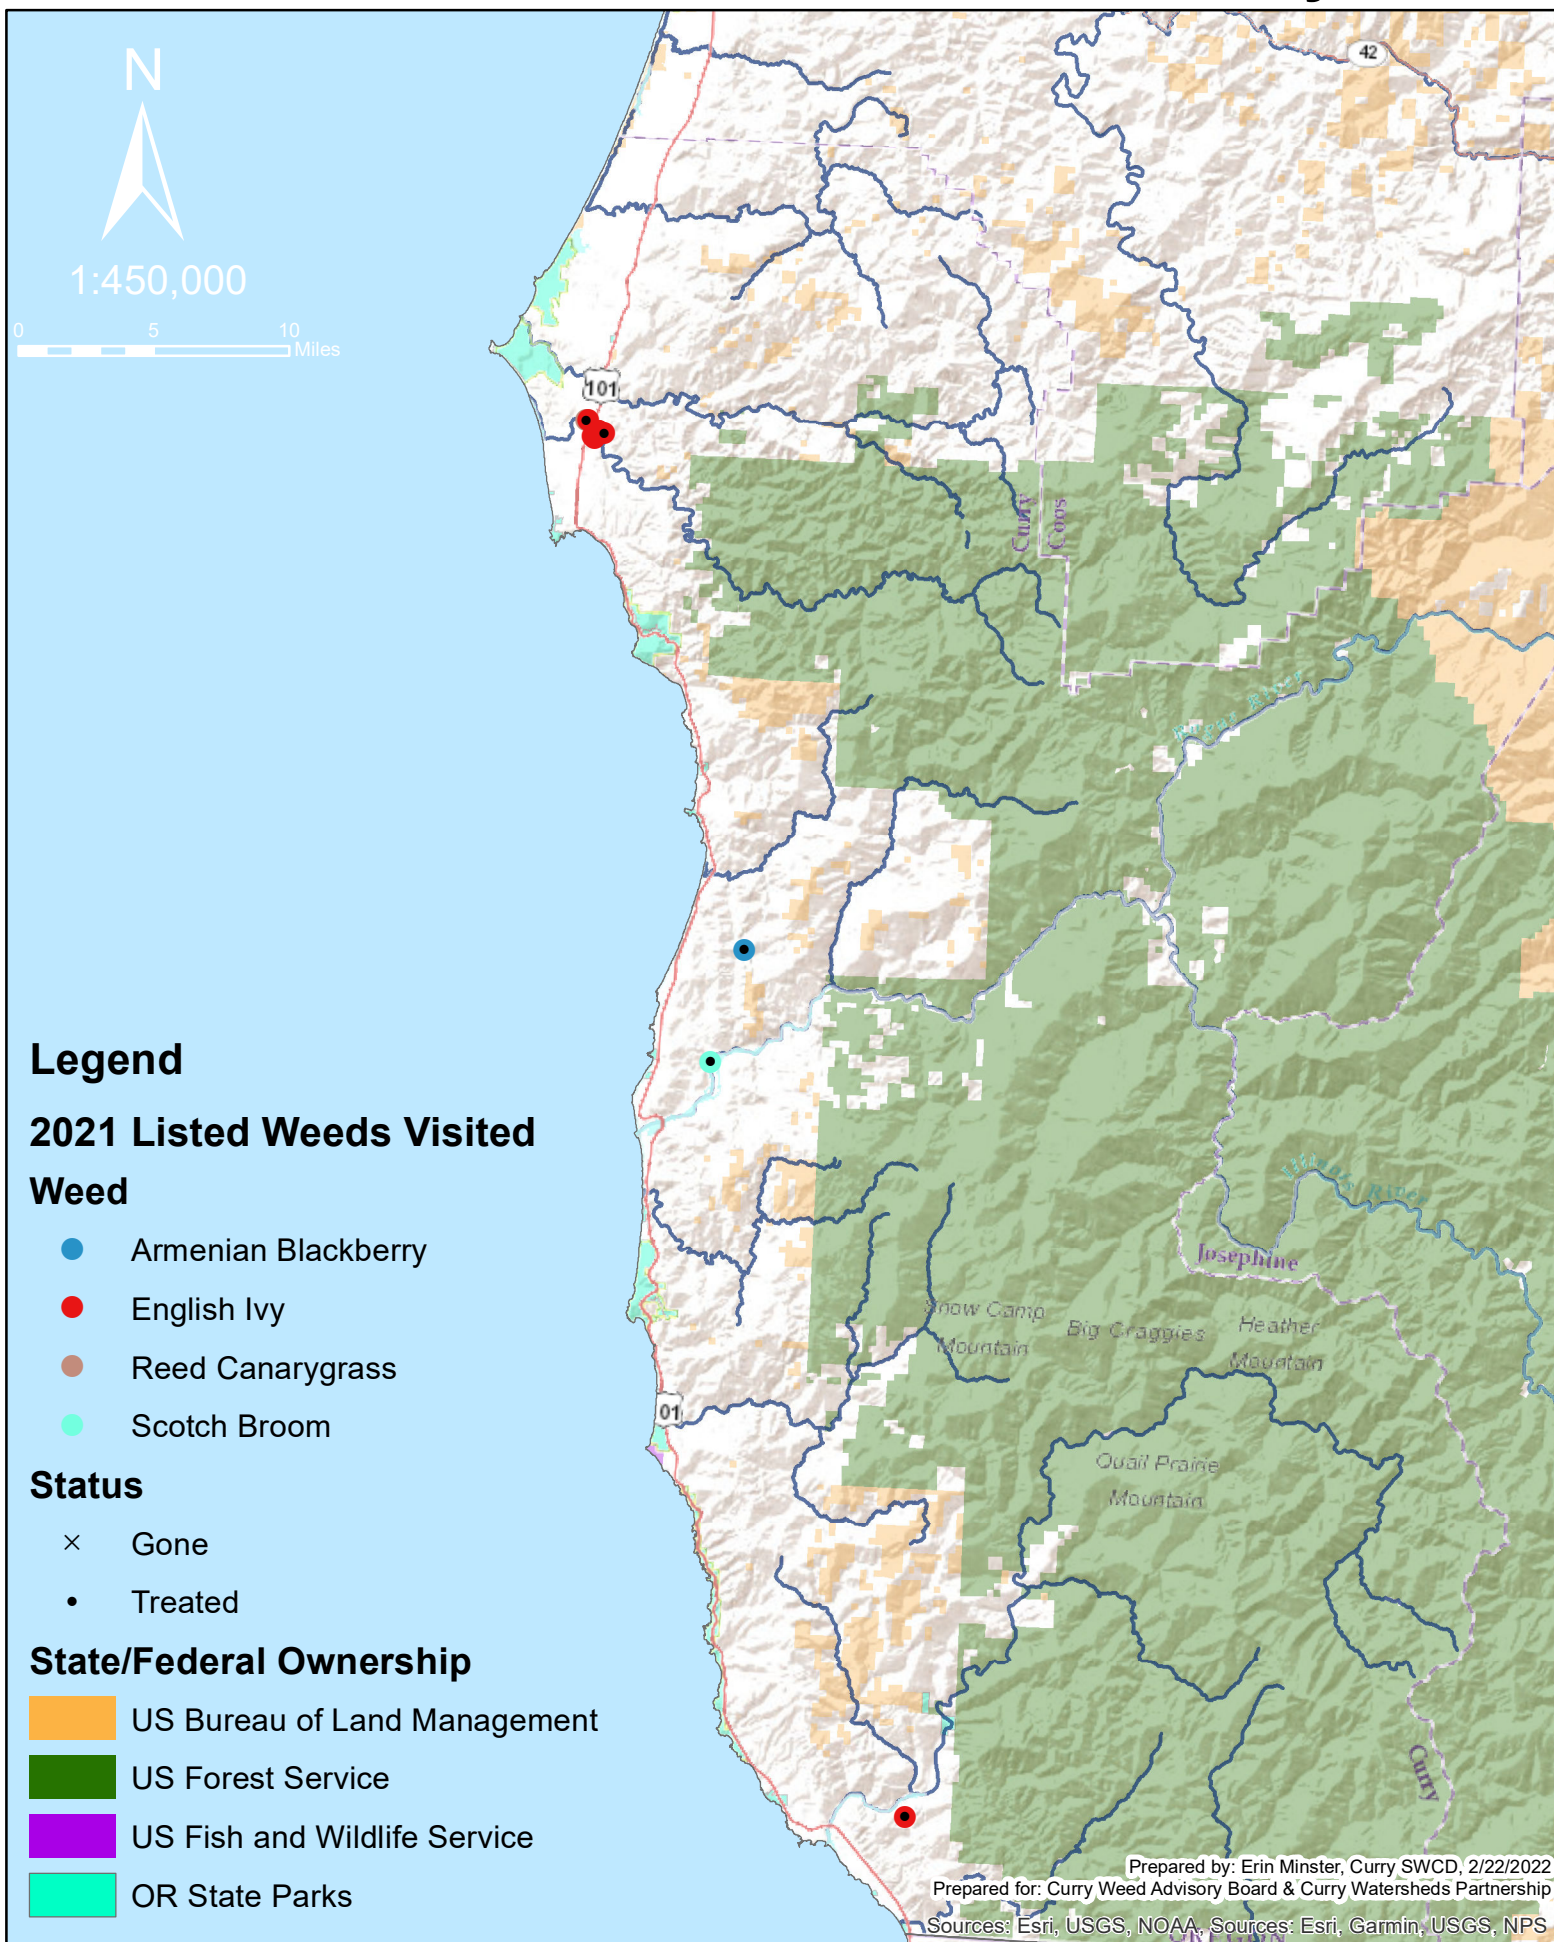 42
N
1:450,000
0 5 10
Miles
101
Curry
Coos
Rogue River
Legend
2021 Listed Weeds Visited
Weed
Armenian Blackberry
English Ivy
Reed Canarygrass
Scotch Broom
Status
Gone
Treated
State/Federal Ownership
US Bureau of Land Management
US Forest Service
US Fish and Wildlife Service
OR State Parks
Illinois River
Josephine
Snow Camp
Mountain
Big Craggies
Heather
Mountain
01
Quail Prairie
Mountain
Curry
Prepared by: Erin Minster, Curry SWCD, 2/22/2022
Prepared for: Curry Weed Advisory Board & Curry Watersheds Partnership
Sources: Esri, USGS, NOAA, Sources: Esri, Garmin, USGS, NPS
OREGON